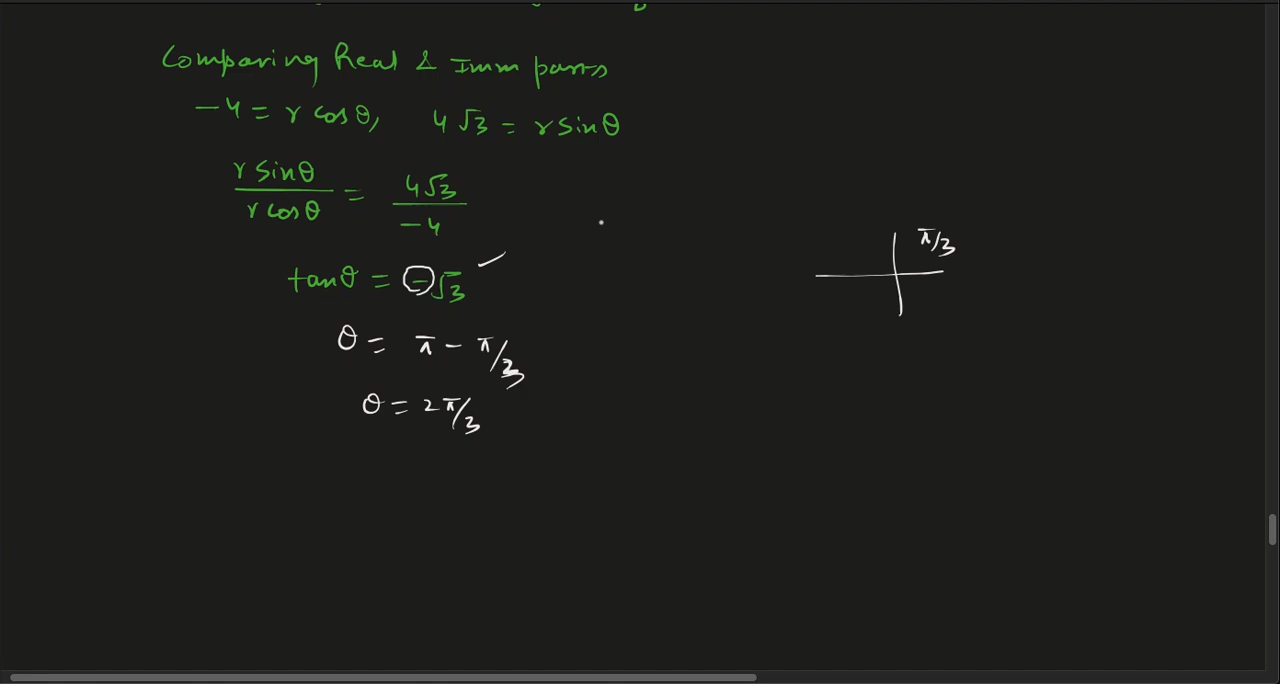 Comparing Real & Imm parts
-4 = r cosθ, 4√3 = r sinθ
r sinθ / r cosθ = 4√3 / -4
tanθ = -√3
π/3
θ = π - π/3
θ = 2π/3